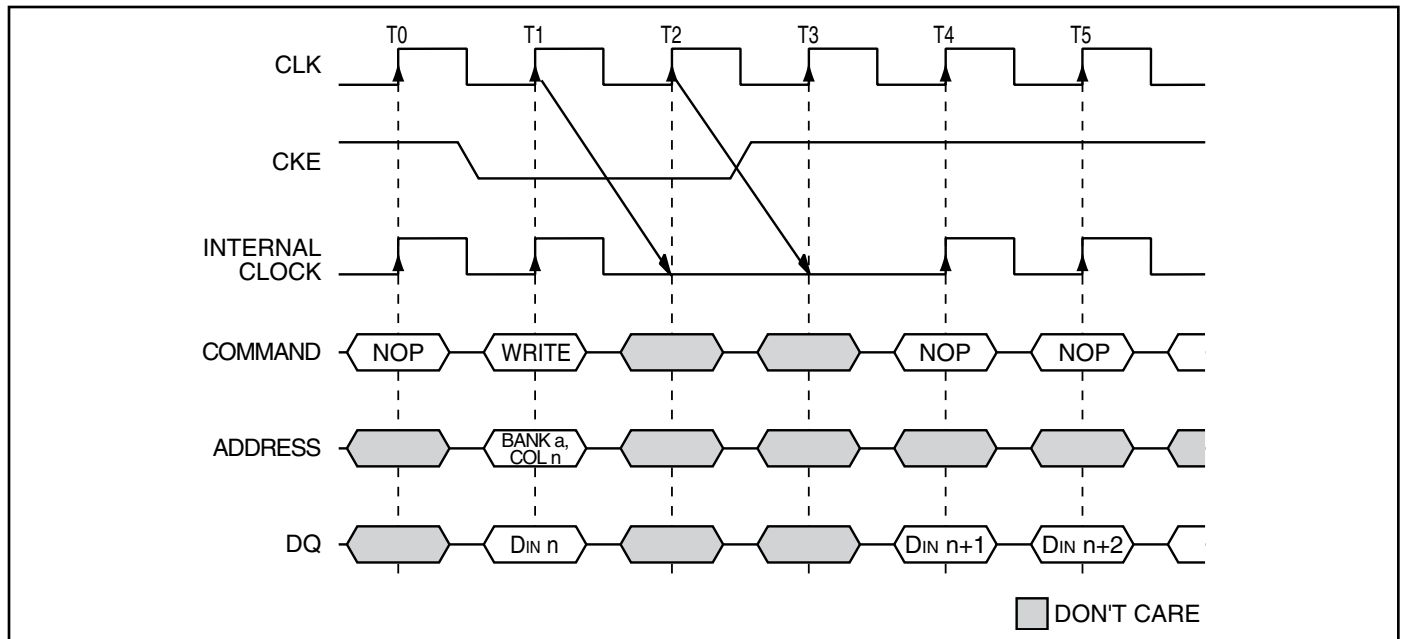 T0 T1 T2 T3 T4 T5
CLK
CKE
INTERNAL
CLOCK
COMMAND NOP WRITE NOP NOP
ADDRESS BANK a,
COL n
DQ DIN n DIN n+1 DIN n+2
DON'T CARE